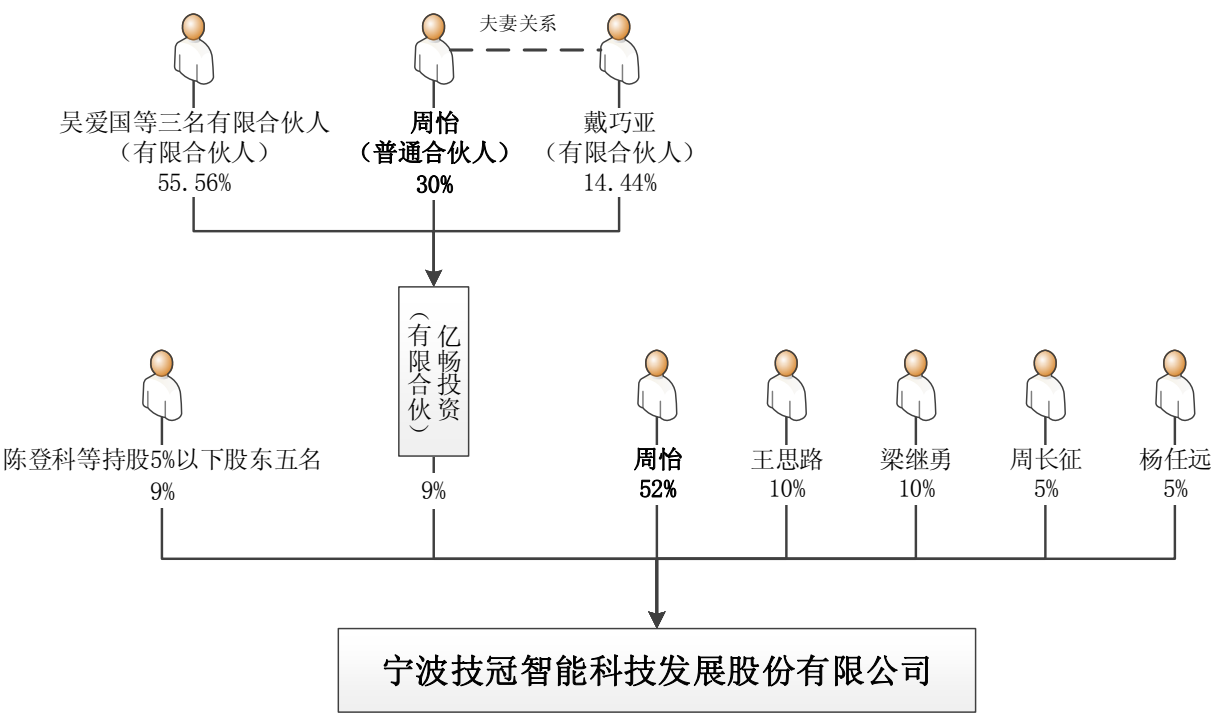 夫妻关系
吴爱国等三名有限合伙人
（有限合伙人）
55.56%
周怡
（普通合伙人）
30%
戴巧亚
（有限合伙人）
14.44%
亿畅投资
（有限合伙）
陈登科等持股5%以下股东五名
9%
9%
周怡
52%
王思路
10%
梁继勇
10%
周长征
5%
杨任远
5%
宁波技冠智能科技发展股份有限公司